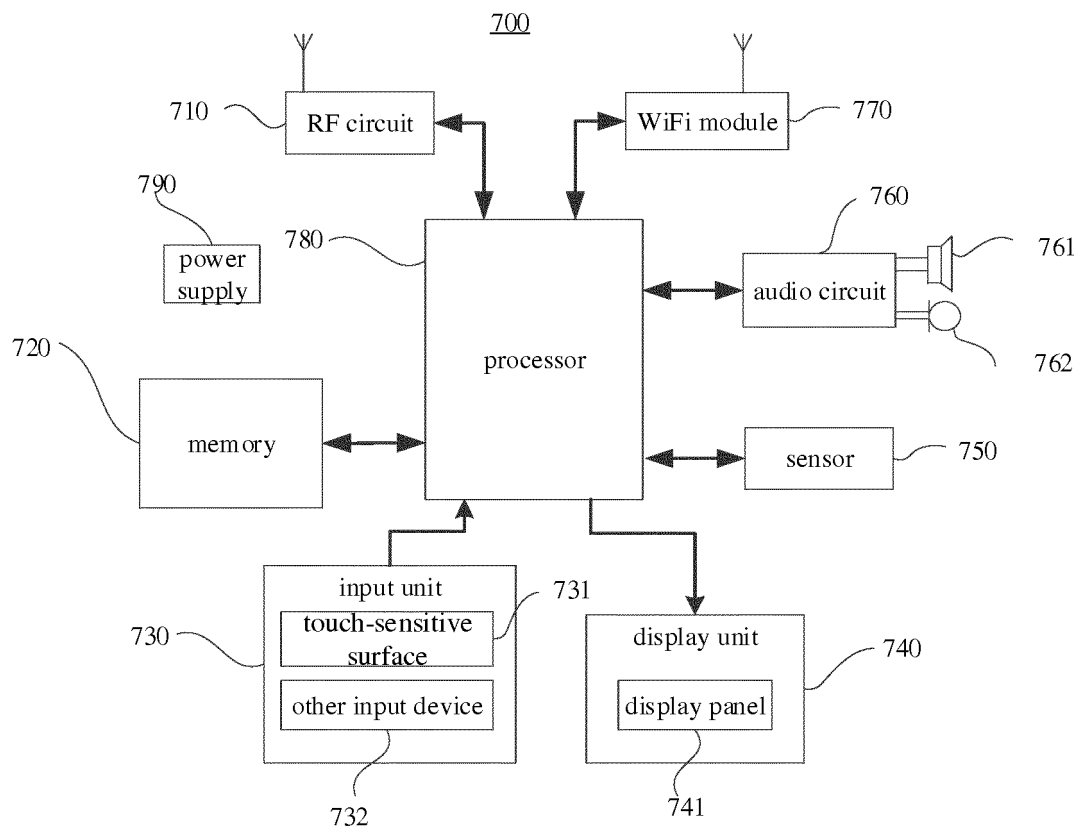 700
710
RF circuit
WiFi module
770
790
power
supply
780
760
761
audio circuit
762
processor
720
memory
sensor
750
input unit
731
touch-sensitive
surface
730
other input device
732
display unit
740
display panel
741